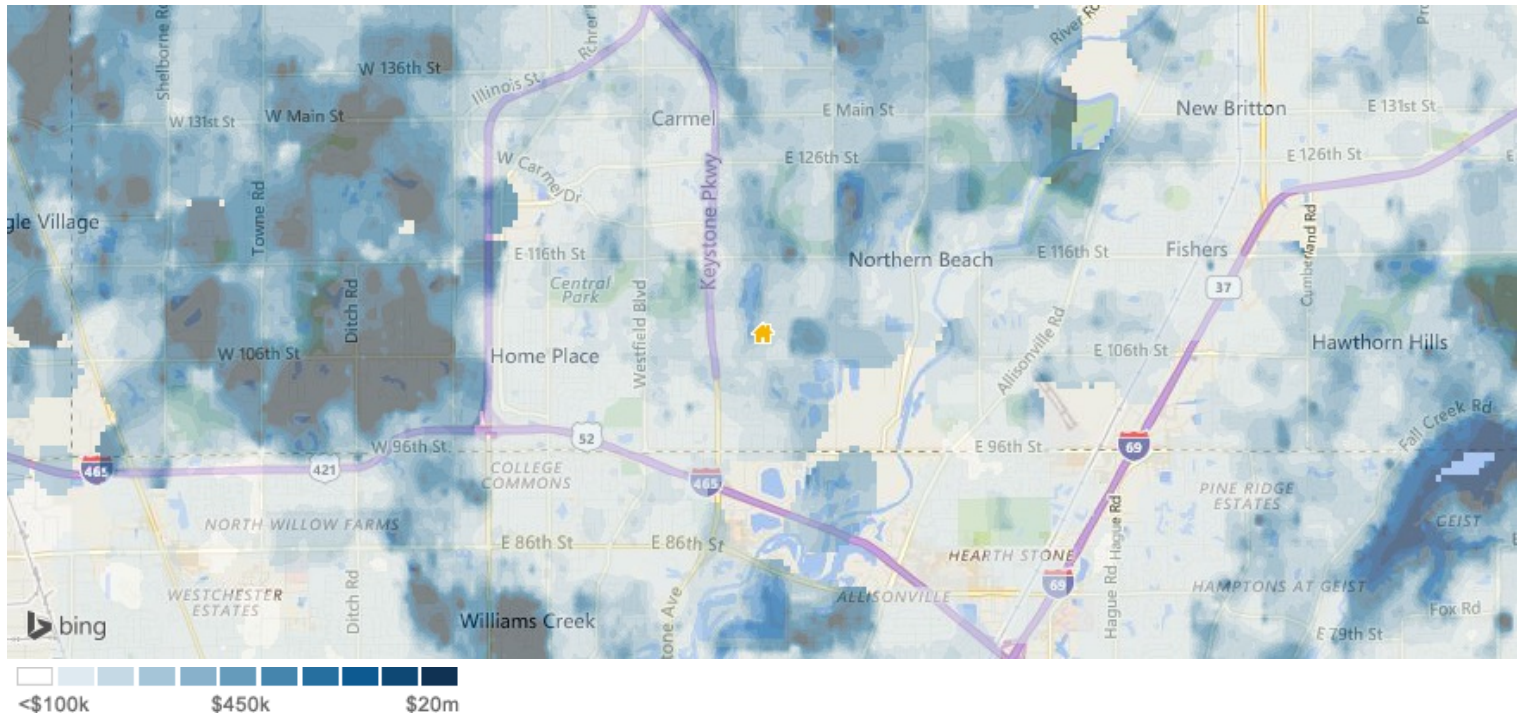 Shelborne Rd
Rohrer
River Ro
Pro
W 136th St
Illinois St
W 131st St
W Main St
Carmel
E Main St
New Britton
E 131st St
W Carmel Dr
E 126th St
E 126th St
E
Towne Rd
Keystone Pkwy
Cumberland Rd
gle Village
E 116th St
Northern Beach
E 116th St
Fishers
Central
Park
37
Ditch Rd
Westfield Blvd
Allisonville Rd
W 106th St
Home Place
E 106th St
Hawthorn Hills
Fall Creek Rd
W 96th St
52
E 96th St
69
465
421
COLLEGE
COMMONS
465
PINE RIDGE
ESTATES
NORTH WILLOW FARMS
Hague Rd
GEIST
E 86th St
E 86th St
HEARTH STONE
E
WESTCHESTER
ESTATES
Ditch Rd
ALLISONVILLE
69
Hague Rd
HAMPTONS AT GEIST
Fox Rd
bing
Williams Creek
tone Ave
E 79th St
<$100k $450k $20m